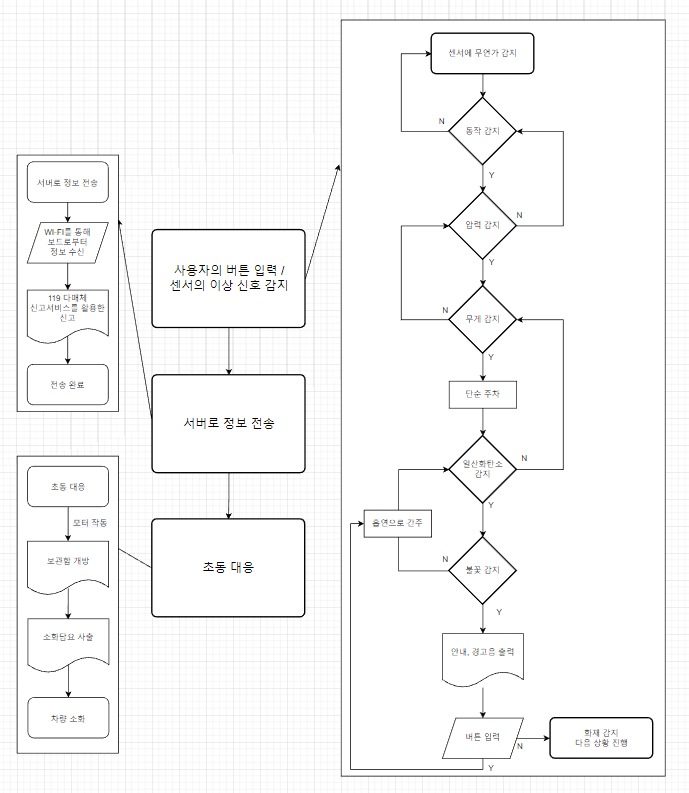 서버로 정보 전송
WI-FI를 통해
보드로부터
정보 수신
119 다매체
신고서비스를 활용한
신고
전송 완료
초동 대응
모터 작동
보관함 개방
소화담요 사출
차량 소화
사용자의 버튼 입력 /
센서의 이상 신호 감지
서버로 정보 전송
초동 대응
센서에 무언가 감지
N
동작 감지
Y
압력 감지
N
Y
N
무게 감지
Y
단순 주차
일산화탄소
감지
N
Y
흡연으로 간주
N
불꽃 감지
Y
안내, 경고음 출력
버튼 입력
N
Y
화재 감지
다음 상황 진행